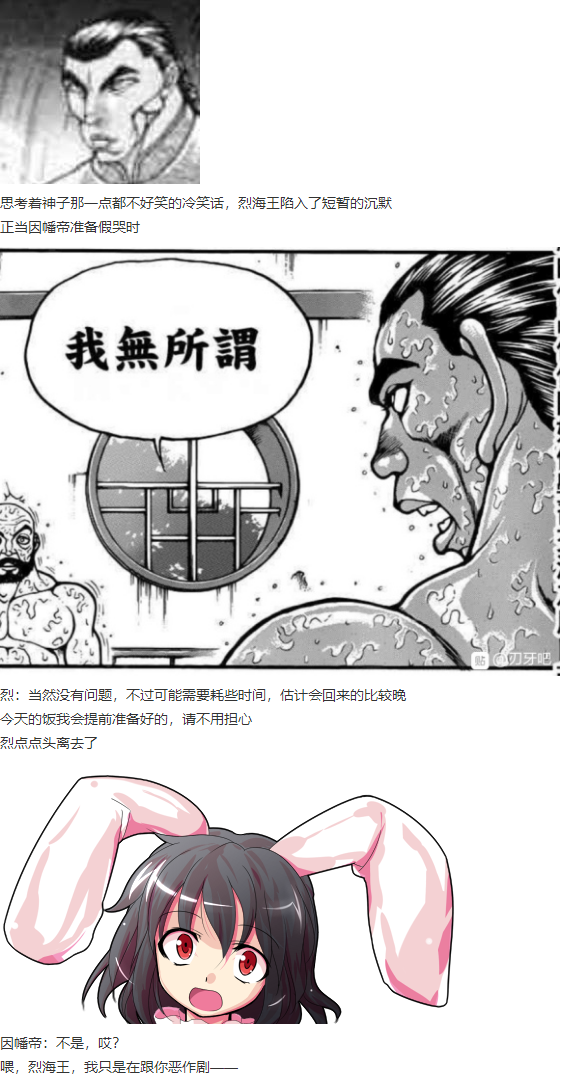 思考着神子那一点都不好笑的冷笑话，烈海王陷入了短暂的沉默
正当因幡帝准备假哭时
我無所謂
贴 @刃牙吧
烈：当然没有问题，不过可能需要耗些时间，估计会回来的比较晚
今天的饭我会提前准备好的，请不用担心
烈点点头离去了
因幡帝：不是，哎？
喂，烈海王，我只是在跟你恶作剧——